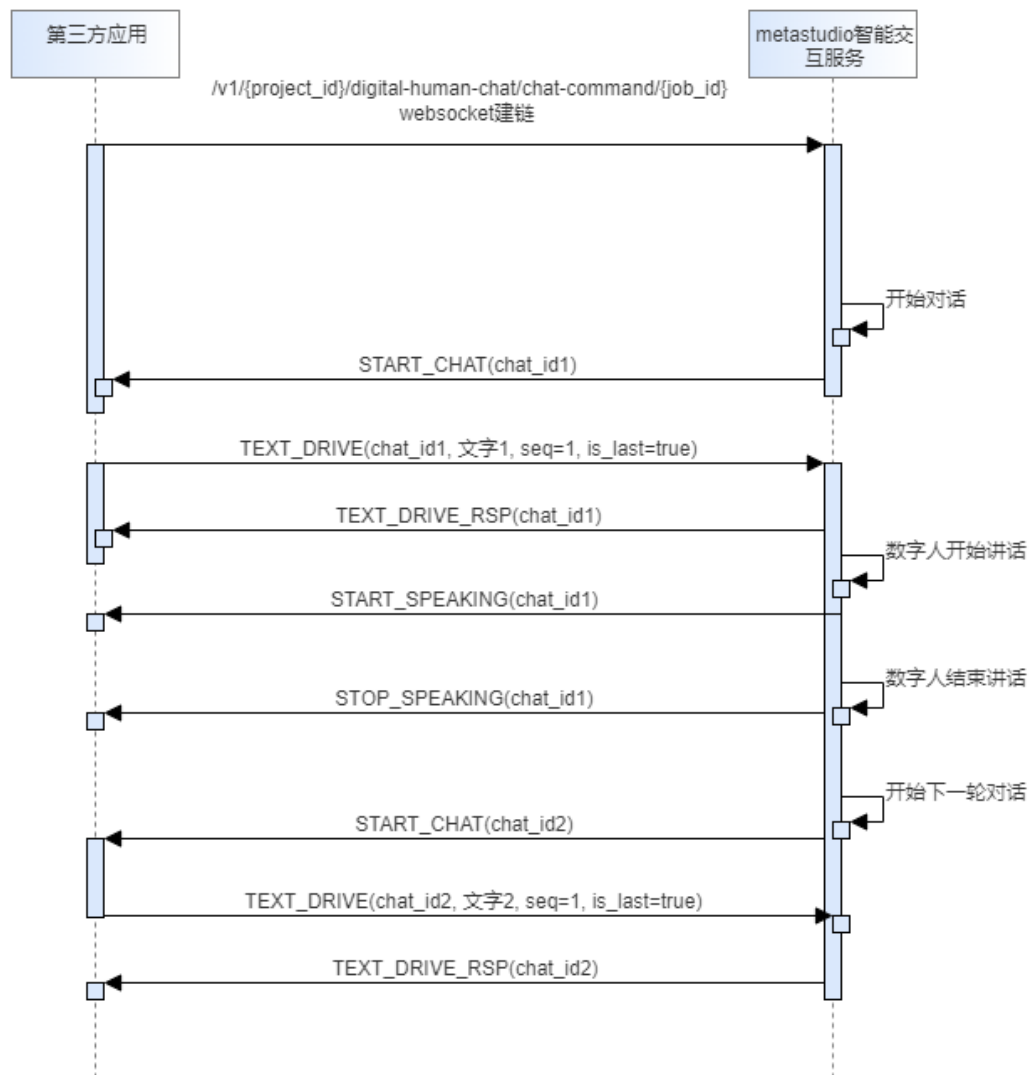 第三方应用
metastudio智能交
互服务
/v1/{project_id}/digital-human-chat/chat-command/{job_id}
websocket建链
开始对话
START_CHAT(chat_id1)
TEXT_DRIVE(chat_id1, 文字1, seq=1, is_last=true)
TEXT_DRIVE_RSP(chat_id1)
数字人开始讲话
START_SPEAKING(chat_id1)
数字人结束讲话
STOP_SPEAKING(chat_id1)
开始下一轮对话
START_CHAT(chat_id2)
TEXT_DRIVE(chat_id2, 文字2, seq=1, is_last=true)
TEXT_DRIVE_RSP(chat_id2)